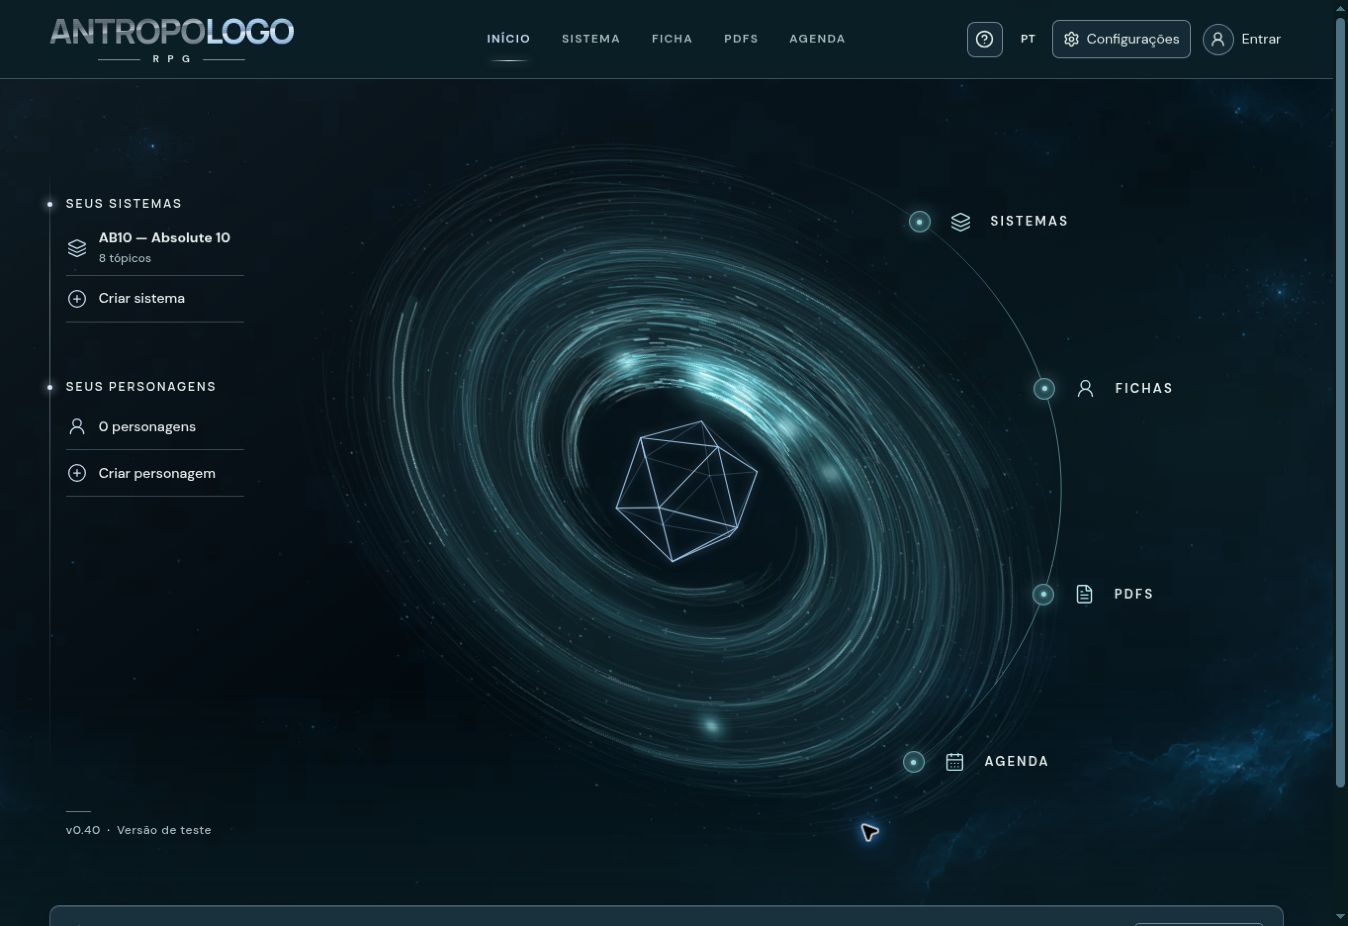 ANTROPOLOGO
RPG
INÍCIO SISTEMA FICHA PDFS AGENDA
PT Configurações Entrar
SEUS SISTEMAS
AB10 — Absolute 10
8 tópicos
Criar sistema
SEUS PERSONAGENS
0 personagens
Criar personagem
SISTEMAS
FICHAS
PDFS
AGENDA
v0.40 · Versão de teste